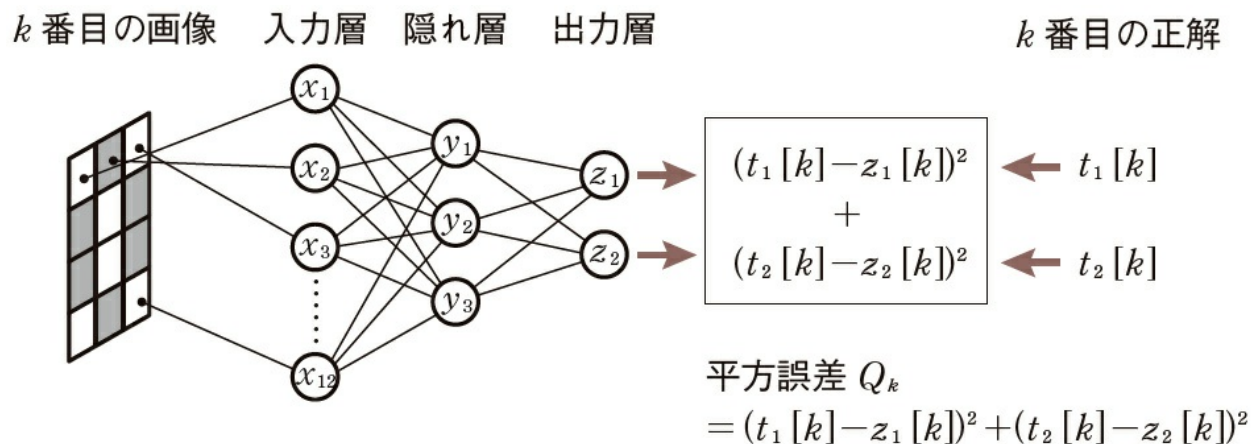 k 番目の画像 入力層 隠れ層 出力層 k 番目の正解
x₁
x₂
x₃
x₁₂
y₁
y₂
y₃
z₁
z₂
(t₁[k]−z₁[k])²
+
(t₂[k]−z₂[k])²
t₁[k]
t₂[k]
平方誤差 Qₖ
=(t₁[k]−z₁[k])²+(t₂[k]−z₂[k])²